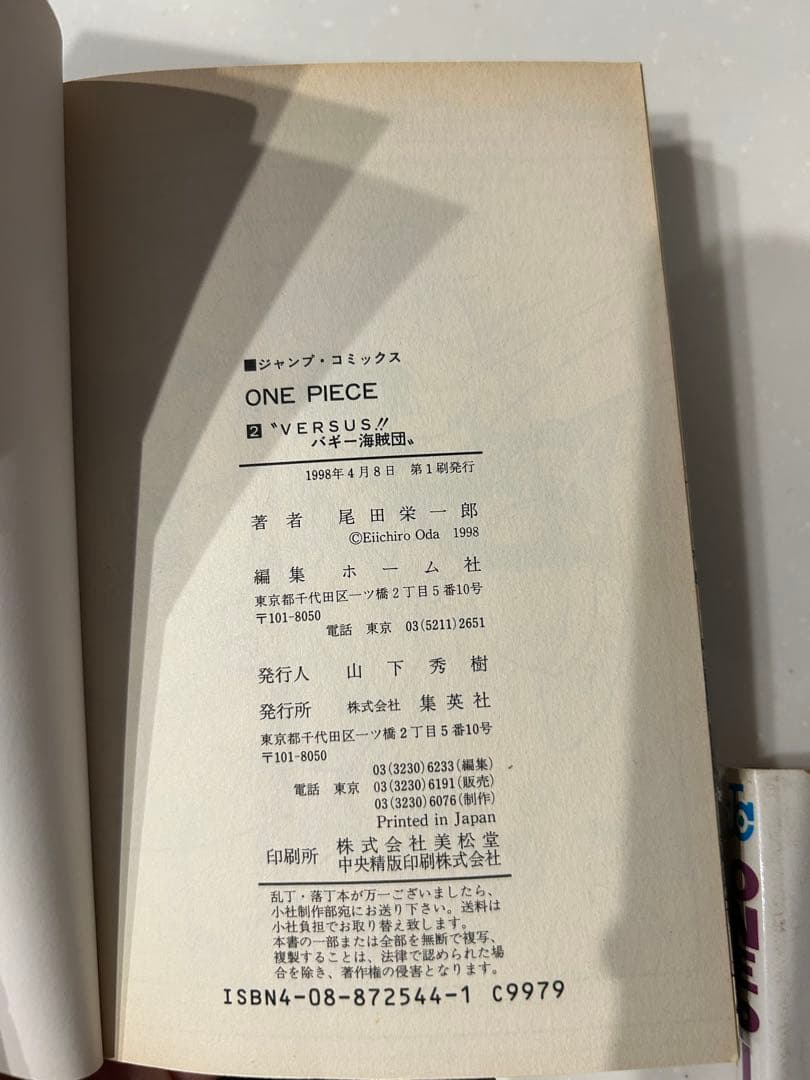 ■ジャンプ・コミックス
ONE PIECE
2 〝VERSUS!!
バギー海賊団〟
1998年4月8日 第1刷発行
著者 尾田栄一郎
©Eiichiro Oda 1998
編集 ホーム社
東京都千代田区一ツ橋2丁目5番10号
〒101-8050
電話 東京 03(5211)2651
発行人 山下秀樹
発行所 株式会社 集英社
東京都千代田区一ツ橋2丁目5番10号
〒101-8050
03(3230)6233(編集)
電話 東京 03(3230)6191(販売)
03(3230)6076(制作)
Printed in Japan
印刷所 株式会社美松堂
中央精版印刷株式会社
乱丁・落丁本が万一ございましたら、
小社制作部宛にお送り下さい。送料は
小社負担でお取り替え致します。
本書の一部または全部を無断で複写、
複製することは、法律で認められた場
合を除き、著作権の侵害となります。
ISBN4-08-872544-1 C9979